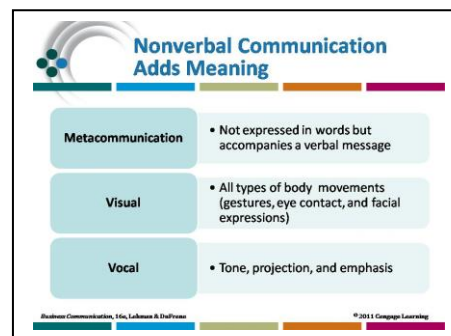 Nonverbal Communication
Adds Meaning
Metacommunication
• Not expressed in words but
accompanies a verbal message
Visual
• All types of body movements
(gestures, eye contact, and facial
expressions)
Vocal
• Tone, projection, and emphasis
Business Communication, 16e, Lehman & DuFrene
©2011 Cengage Learning